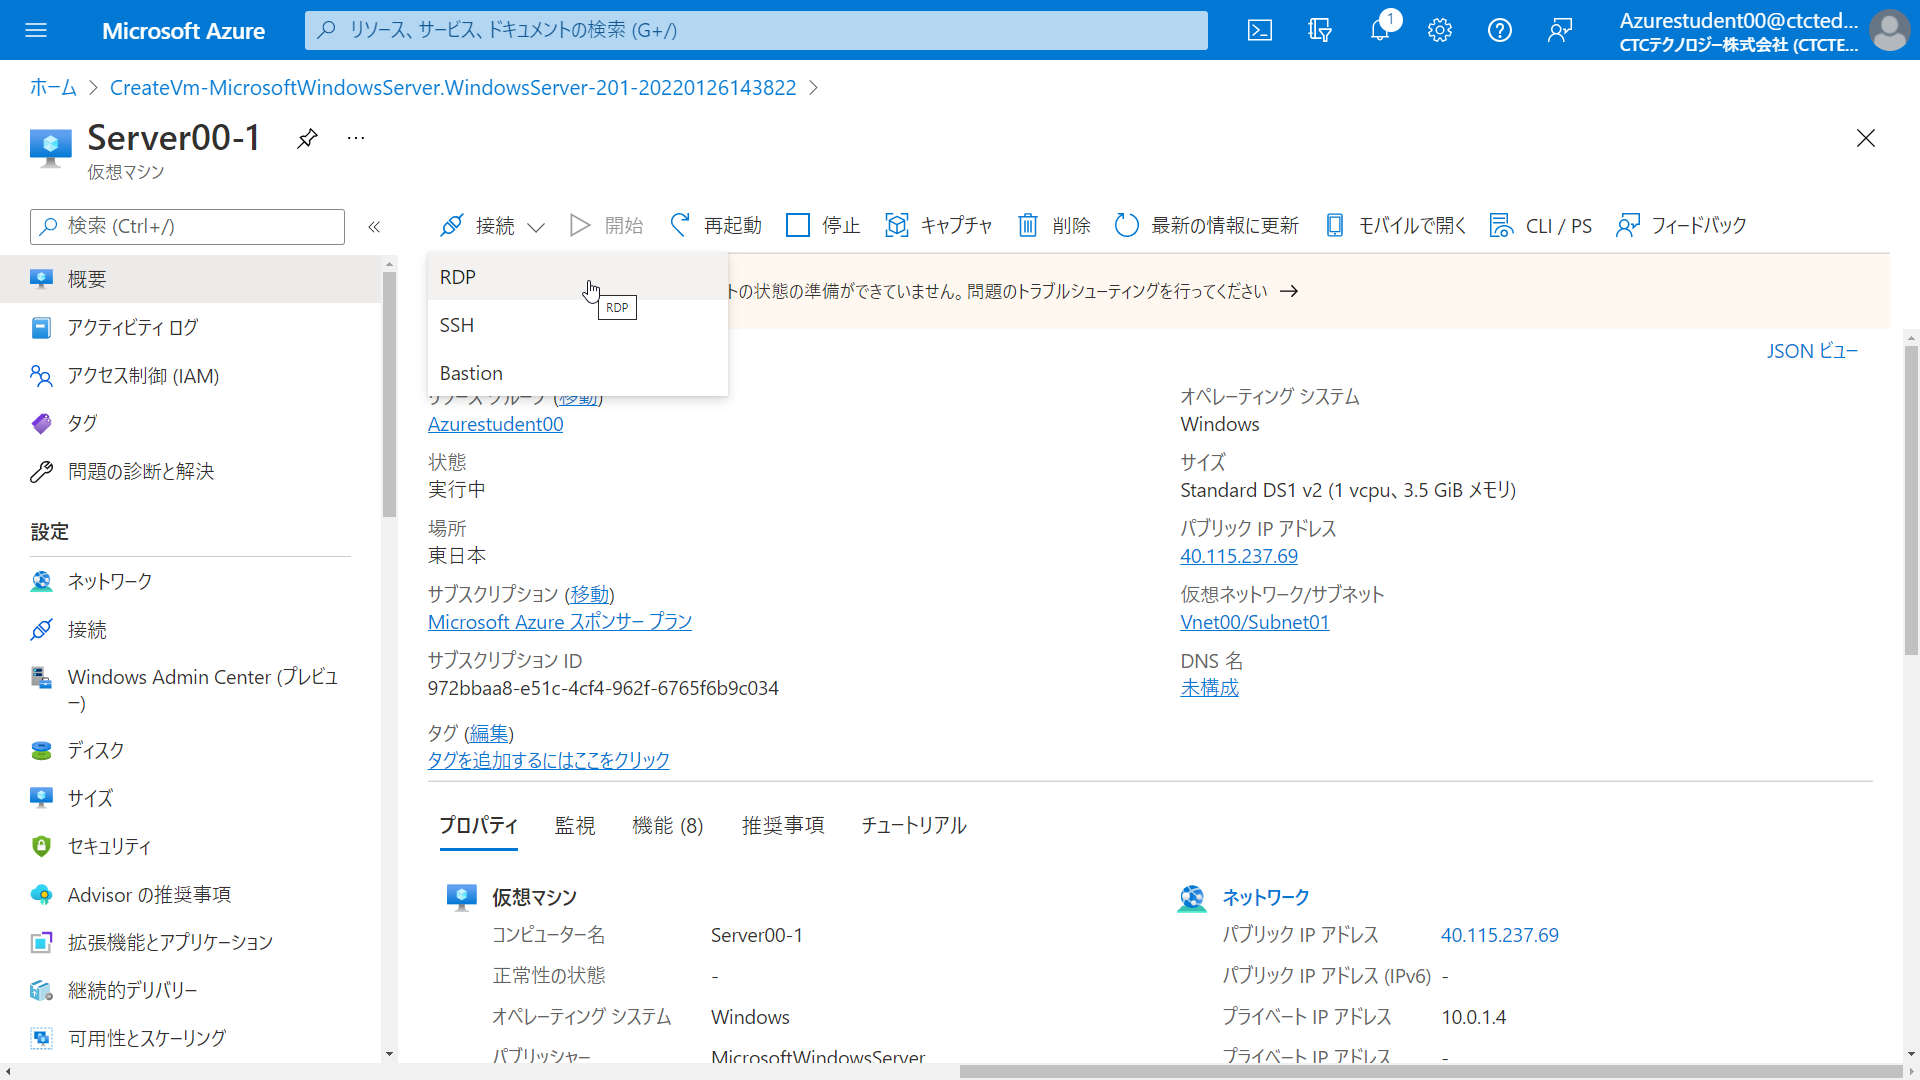 Microsoft Azure
リソース、サービス、ドキュメントの検索 (G+/)
1
Azurestudent00@ctcted...
CTCテクノロジー株式会社 (CTCTE...
ホーム > CreateVm-MicrosoftWindowsServer.WindowsServer-201-20220126143822 >
Server00-1
仮想マシン
検索 (Ctrl+/)
接続
開始
再起動
停止
キャプチャ
削除
最新の情報に更新
モバイルで開く
CLI / PS
フィードバック
RDP
SSH
Bastion
RDP
トの状態の準備ができていません。問題のトラブルシューティングを行ってください →
JSON ビュー
概要
アクティビティ ログ
アクセス制御 (IAM)
タグ
問題の診断と解決
設定
ネットワーク
接続
Windows Admin Center (プレビュ
ー)
ディスク
サイズ
セキュリティ
Advisor の推奨事項
拡張機能とアプリケーション
継続的デリバリー
可用性とスケーリング
リソース グループ (移動)
Azurestudent00
状態
実行中
場所
東日本
サブスクリプション (移動)
Microsoft Azure スポンサー プラン
サブスクリプション ID
972bbaa8-e51c-4cf4-962f-6765f6b9c034
タグ (編集)
タグを追加するにはここをクリック
オペレーティング システム
Windows
サイズ
Standard DS1 v2 (1 vcpu、3.5 GiB メモリ)
パブリック IP アドレス
40.115.237.69
仮想ネットワーク/サブネット
Vnet00/Subnet01
DNS 名
未構成
プロパティ
監視
機能 (8)
推奨事項
チュートリアル
仮想マシン
コンピューター名 Server00-1
正常性の状態 -
オペレーティング システム Windows
パブリッシャー MicrosoftWindowsServer
ネットワーク
パブリック IP アドレス 40.115.237.69
パブリック IP アドレス (IPv6) -
プライベート IP アドレス 10.0.1.4
プライベート IP アドレス -